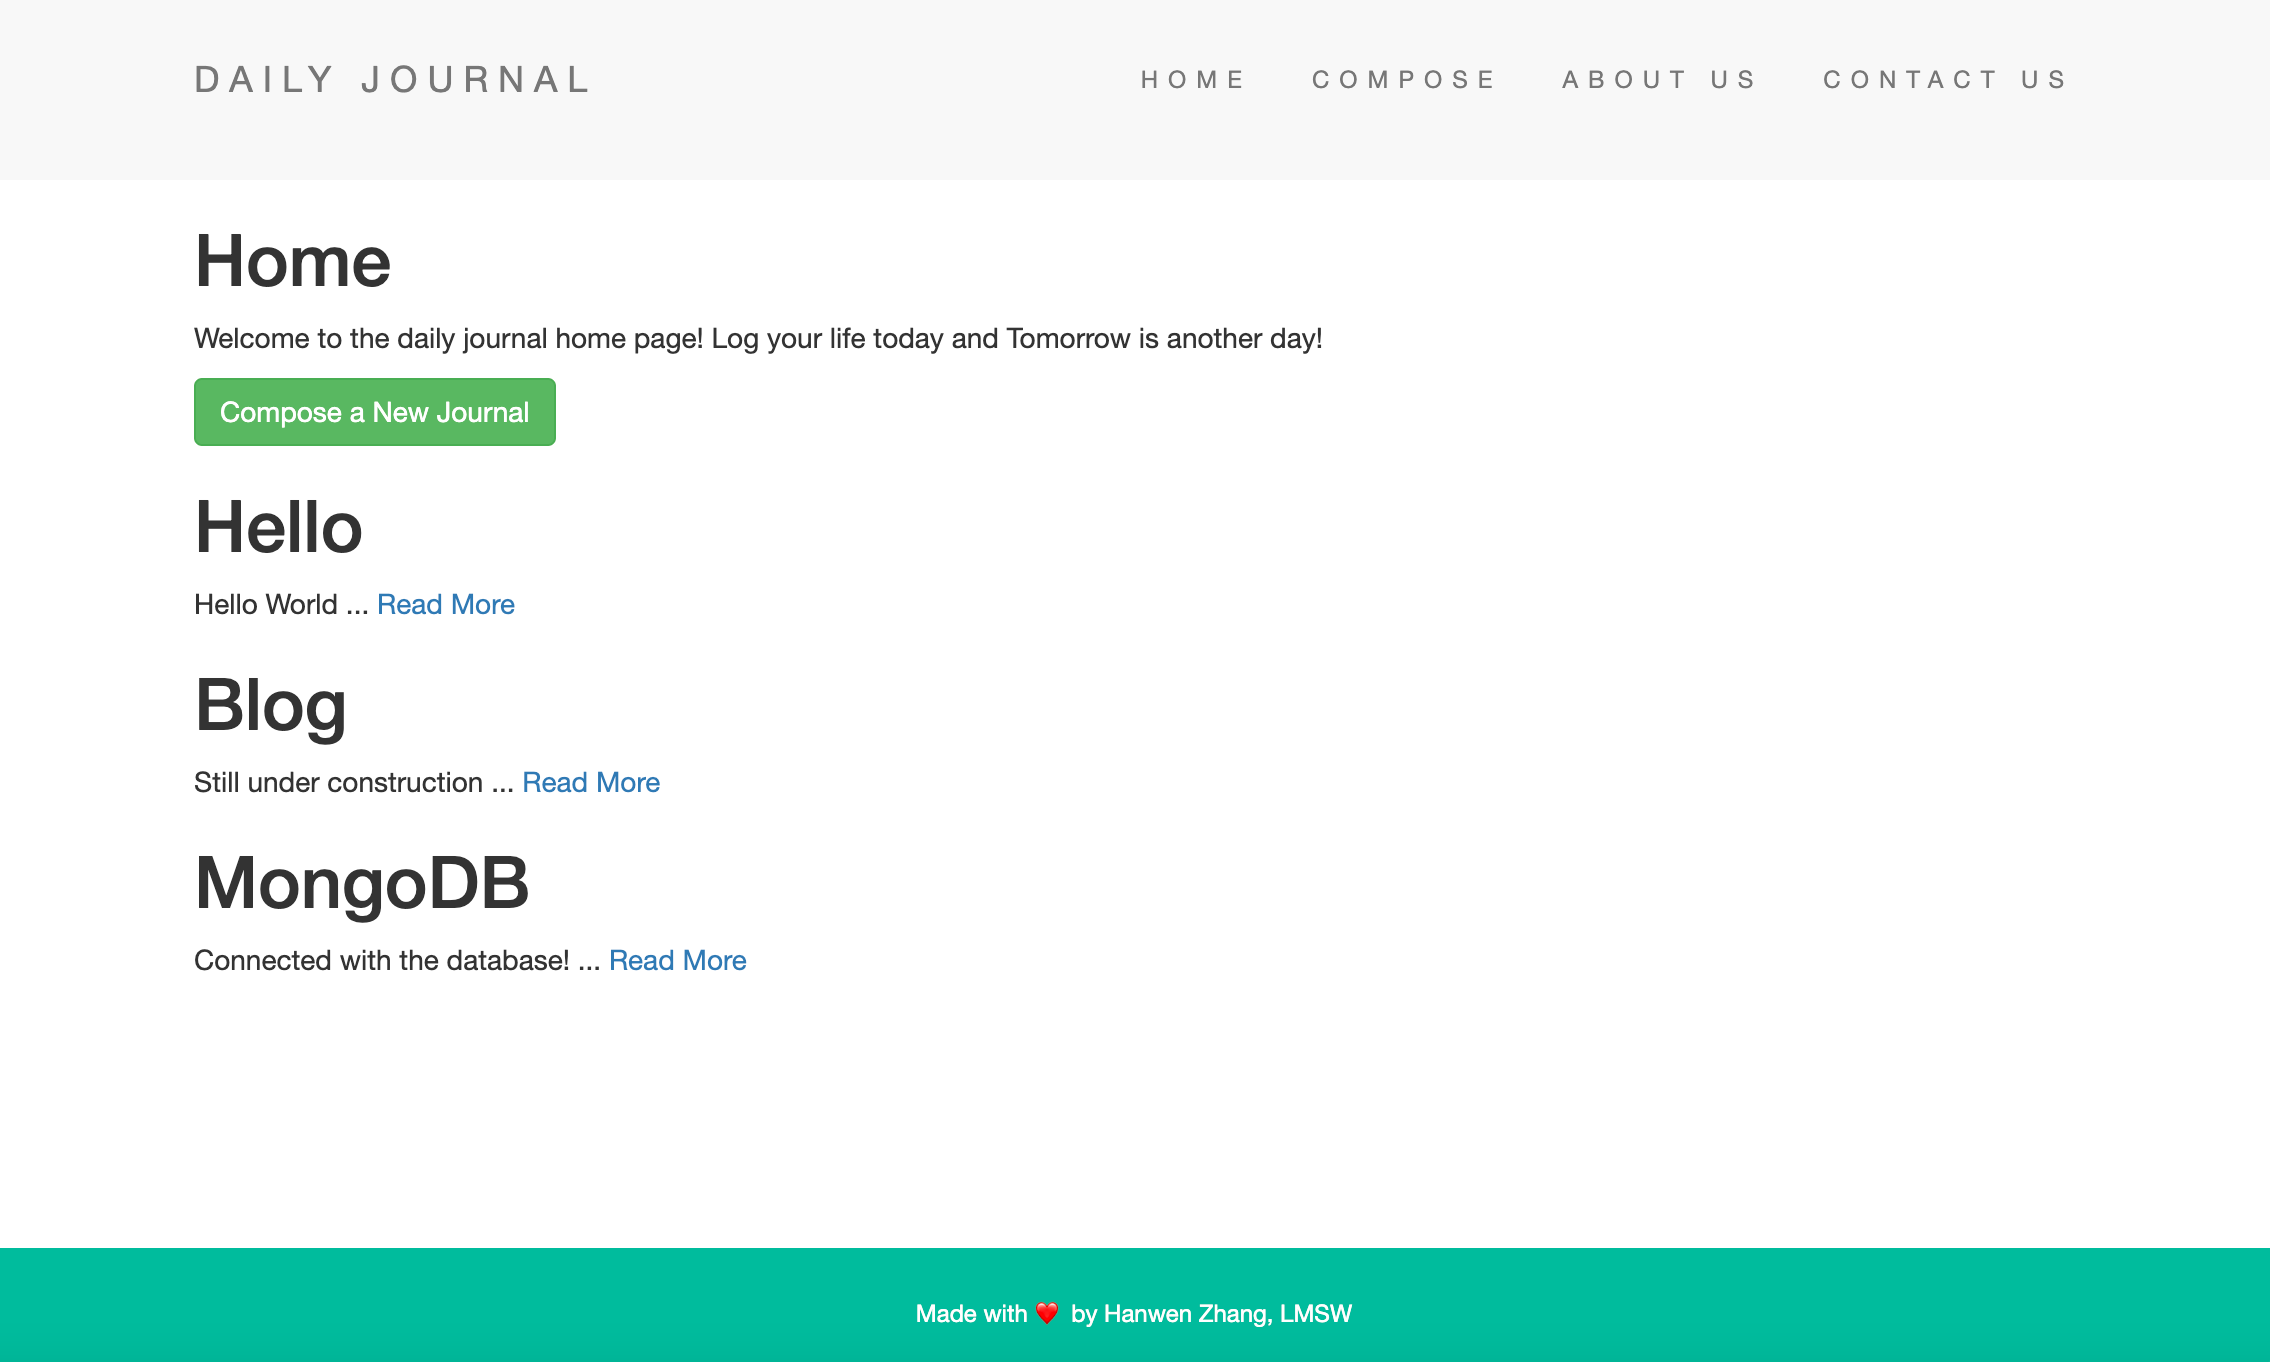 DAILY JOURNAL
HOME COMPOSE ABOUT US CONTACT US
Home
Welcome to the daily journal home page! Log your life today and Tomorrow is another day!
Compose a New Journal
Hello
Hello World ... Read More
Blog
Still under construction ... Read More
MongoDB
Connected with the database! ... Read More
Made with ❤️ by Hanwen Zhang, LMSW